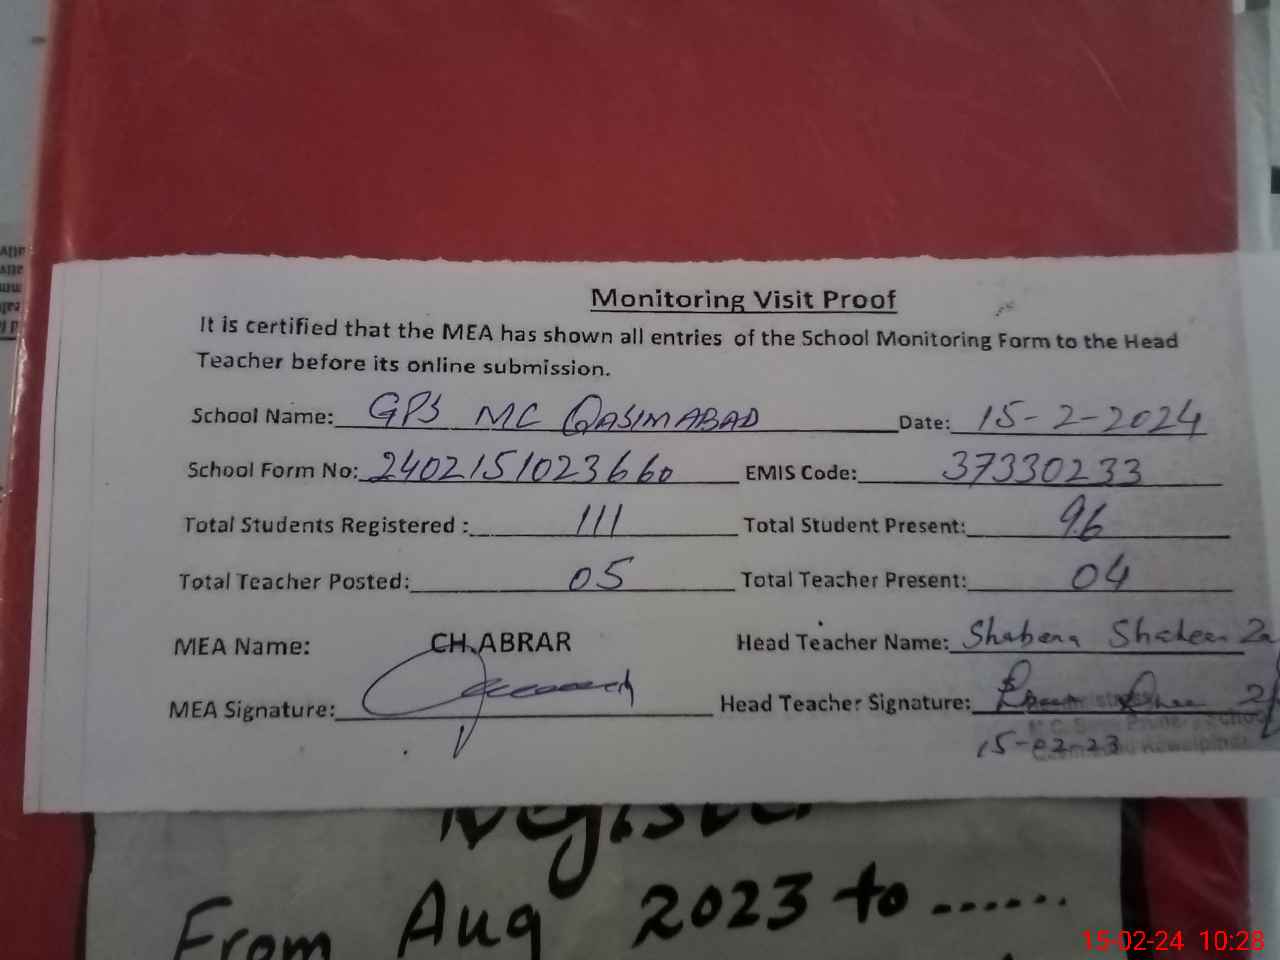 Monitoring Visit Proof
It is certified that the MEA has shown all entries of the School Monitoring Form to the Head
Teacher before its online submission.
School Name: GPS MC QASIMABAD Date: 15-2-2024
School Form No: 2402151023660 EMIS Code: 37330233
Total Students Registered : 111 Total Student Present: 96
Total Teacher Posted: 05 Total Teacher Present: 04
MEA Name: CH.ABRAR Head Teacher Name: Shabena Shaheen
MEA Signature: Head Teacher Signature:
15-02-23
Register
From Aug 2023 to ......
15-02-24 10:28